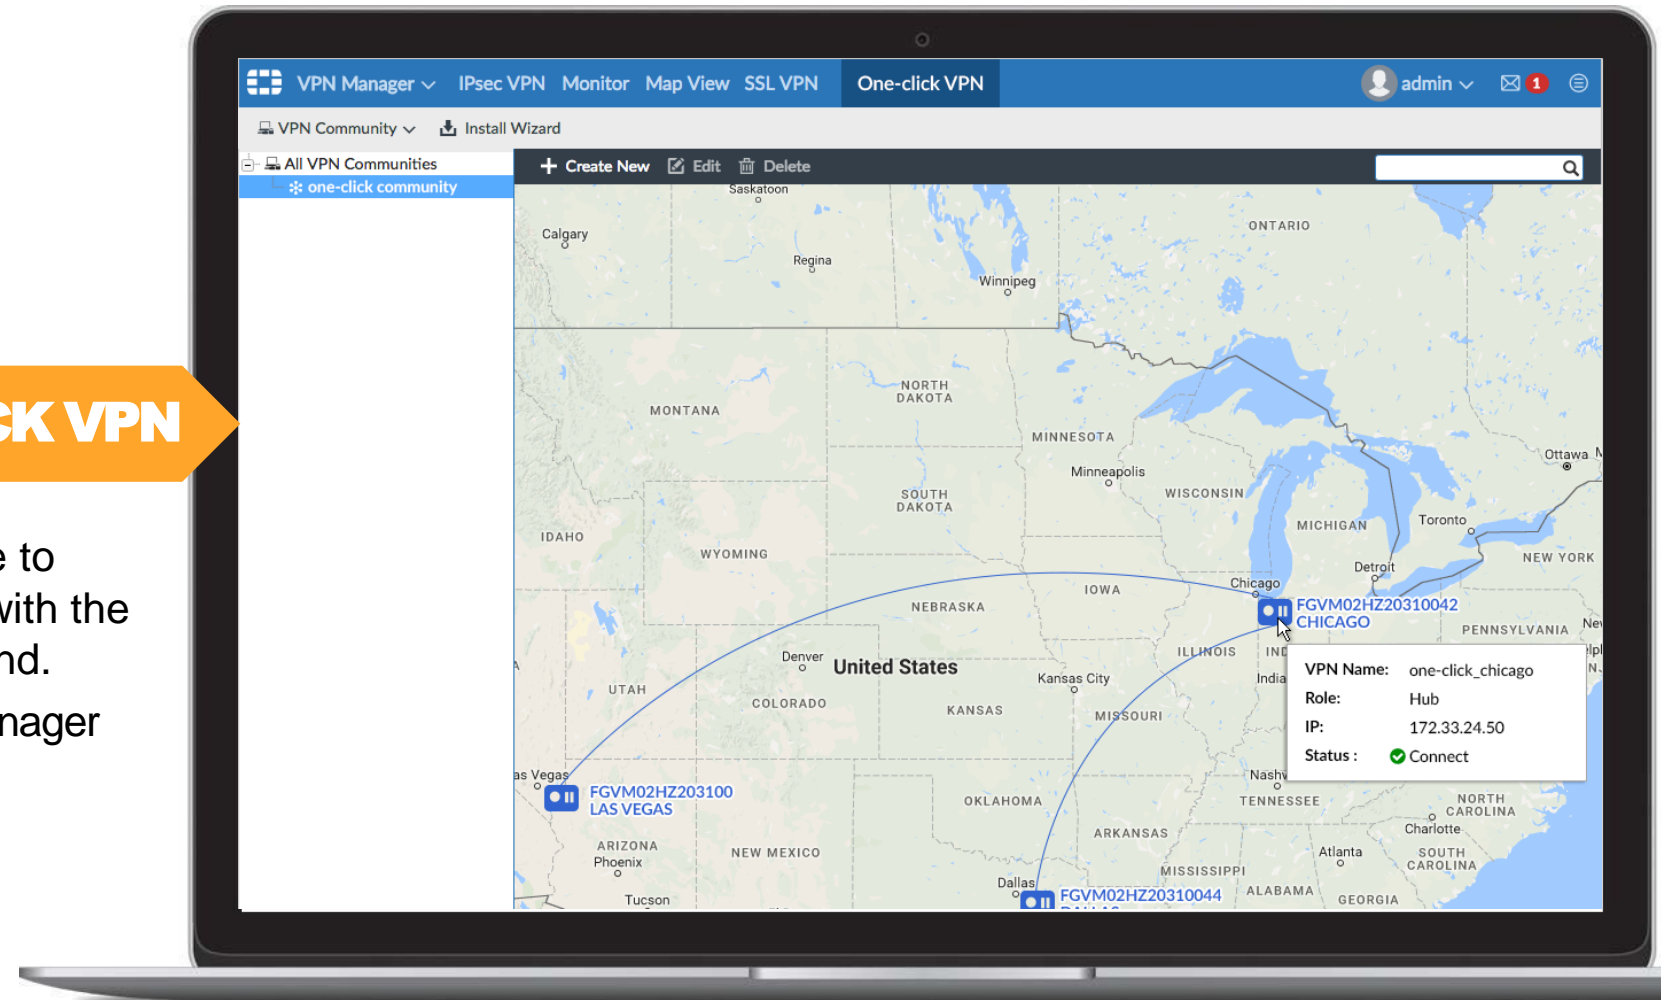 VPN Manager IPsec VPN Monitor Map View SSL VPN One-click VPN admin 1
VPN Community Install Wizard
All VPN Communities
one-click community
+ Create New Edit Delete
Saskatoon
Calgary
ONTARIO
Regina
Winnipeg
NORTH
DAKOTA
MONTANA
MINNESOTA
Ottawa
Minneapolis
WISCONSIN
SOUTH
DAKOTA
MICHIGAN
Toronto
IDAHO
WYOMING
NEW YORK
Detroit
Chicago
IOWA
NEBRASKA
FGVM02HZ20310042
CHICAGO
PENNSYLVANIA
ILLINOIS
Denver
United States
Kansas City
UTAH
COLORADO
KANSAS
MISSOURI
VPN Name: one-click_chicago
Role: Hub
IP: 172.33.24.50
Status : Connect
as Vegas
FGVM02HZ203100
LAS VEGAS
OKLAHOMA
TENNESSEE
NORTH
CAROLINA
Charlotte
ARKANSAS
ARIZONA
Phoenix
NEW MEXICO
Atlanta
SOUTH
CAROLINA
MISSISSIPPI
Dallas
FGVM02HZ20310044
ALABAMA
GEORGIA
Tucson
CK VPN
e to
with the
nd.
nager